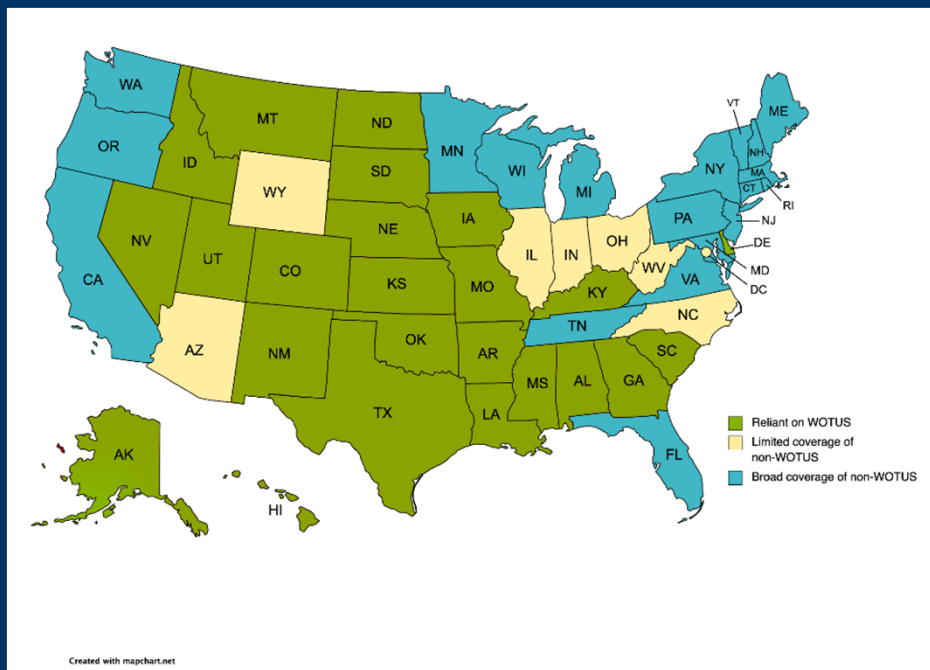 WA
OR
CA
ID
NV
MT
WY
UT
AZ
CO
NM
ND
SD
NE
KS
OK
TX
MN
IA
MO
AR
LA
WI
IL
MI
IN
OH
KY
TN
MS
AL
GA
FL
SC
NC
VA
WV
PA
NY
VT
NH
ME
MA
CT
RI
NJ
DE
MD
DC
AK
HI
Reliant on WOTUS
Limited coverage of
non-WOTUS
Broad coverage of non-WOTUS
Created with mapchart.net